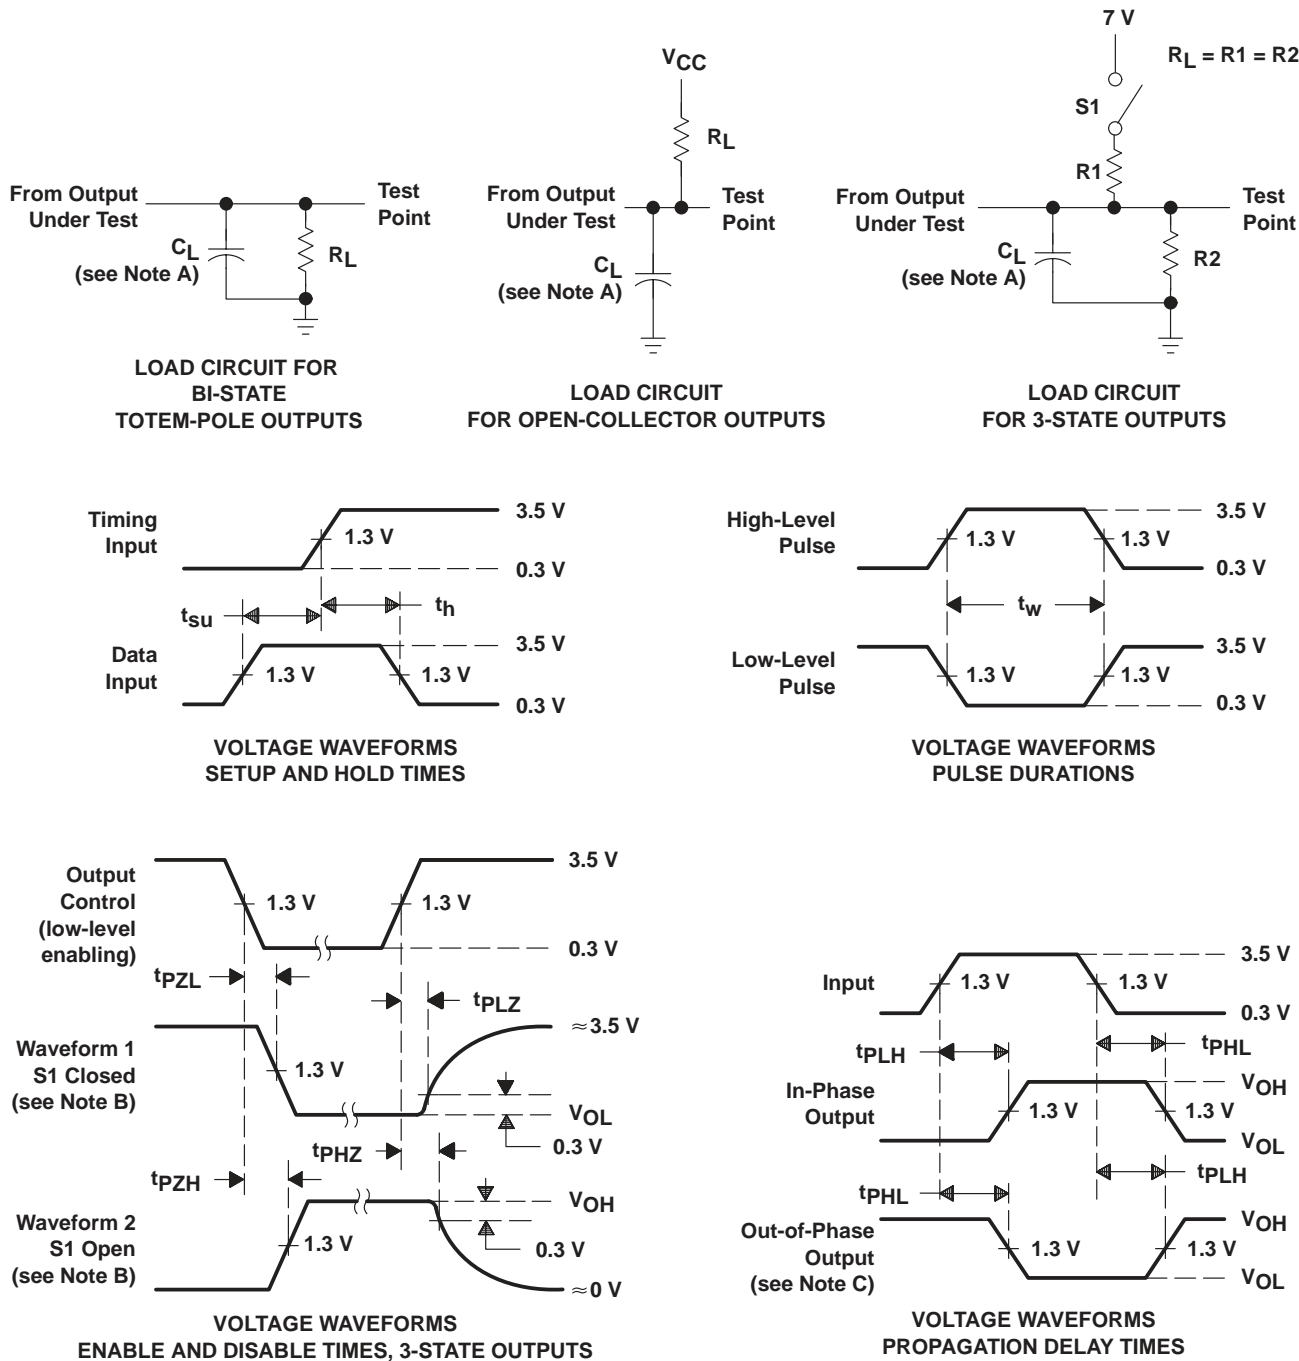 From Output
Under Test
Test
Point
CL
(see Note A)
RL
LOAD CIRCUIT FOR
BI-STATE
TOTEM-POLE OUTPUTS
VCC
RL
From Output
Under Test
Test
Point
CL
(see Note A)
LOAD CIRCUIT
FOR OPEN-COLLECTOR OUTPUTS
7 V
RL = R1 = R2
S1
R1
From Output
Under Test
Test
Point
CL
(see Note A)
R2
LOAD CIRCUIT
FOR 3-STATE OUTPUTS
Timing
Input
1.3 V
3.5 V
0.3 V
tsu
th
Data
Input
1.3 V
1.3 V
3.5 V
0.3 V
VOLTAGE WAVEFORMS
SETUP AND HOLD TIMES
High-Level
Pulse
1.3 V
1.3 V
3.5 V
0.3 V
tw
Low-Level
Pulse
1.3 V
1.3 V
3.5 V
0.3 V
VOLTAGE WAVEFORMS
PULSE DURATIONS
Output
Control
(low-level
enabling)
1.3 V
1.3 V
3.5 V
0.3 V
tPZL
tPLZ
Waveform 1
S1 Closed
(see Note B)
1.3 V
≈3.5 V
VOL
0.3 V
tPHZ
tPZH
Waveform 2
S1 Open
(see Note B)
1.3 V
VOH
0.3 V
≈0 V
VOLTAGE WAVEFORMS
ENABLE AND DISABLE TIMES, 3-STATE OUTPUTS
Input
1.3 V
1.3 V
3.5 V
0.3 V
tPLH
tPHL
In-Phase
Output
1.3 V
1.3 V
VOH
VOL
tPHL
tPLH
Out-of-Phase
Output
(see Note C)
1.3 V
1.3 V
VOH
VOL
VOLTAGE WAVEFORMS
PROPAGATION DELAY TIMES